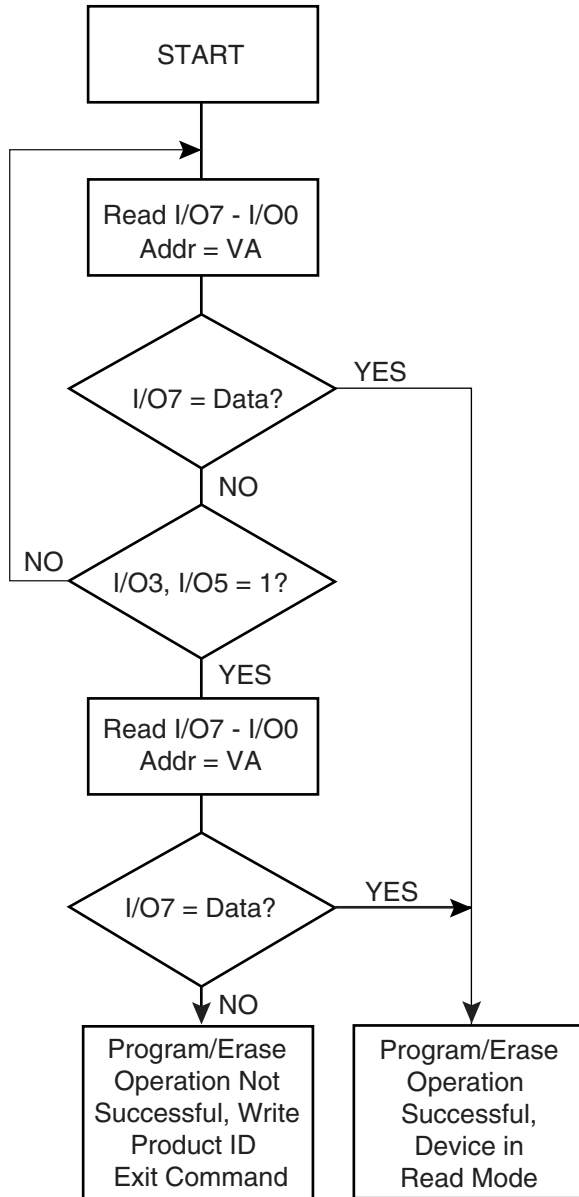 START
Read I/O7 - I/O0
Addr = VA
I/O7 = Data?
YES
NO
NO
I/O3, I/O5 = 1?
YES
Read I/O7 - I/O0
Addr = VA
I/O7 = Data?
YES
NO
Program/Erase
Operation Not
Successful, Write
Product ID
Exit Command
Program/Erase
Operation
Successful,
Device in
Read Mode